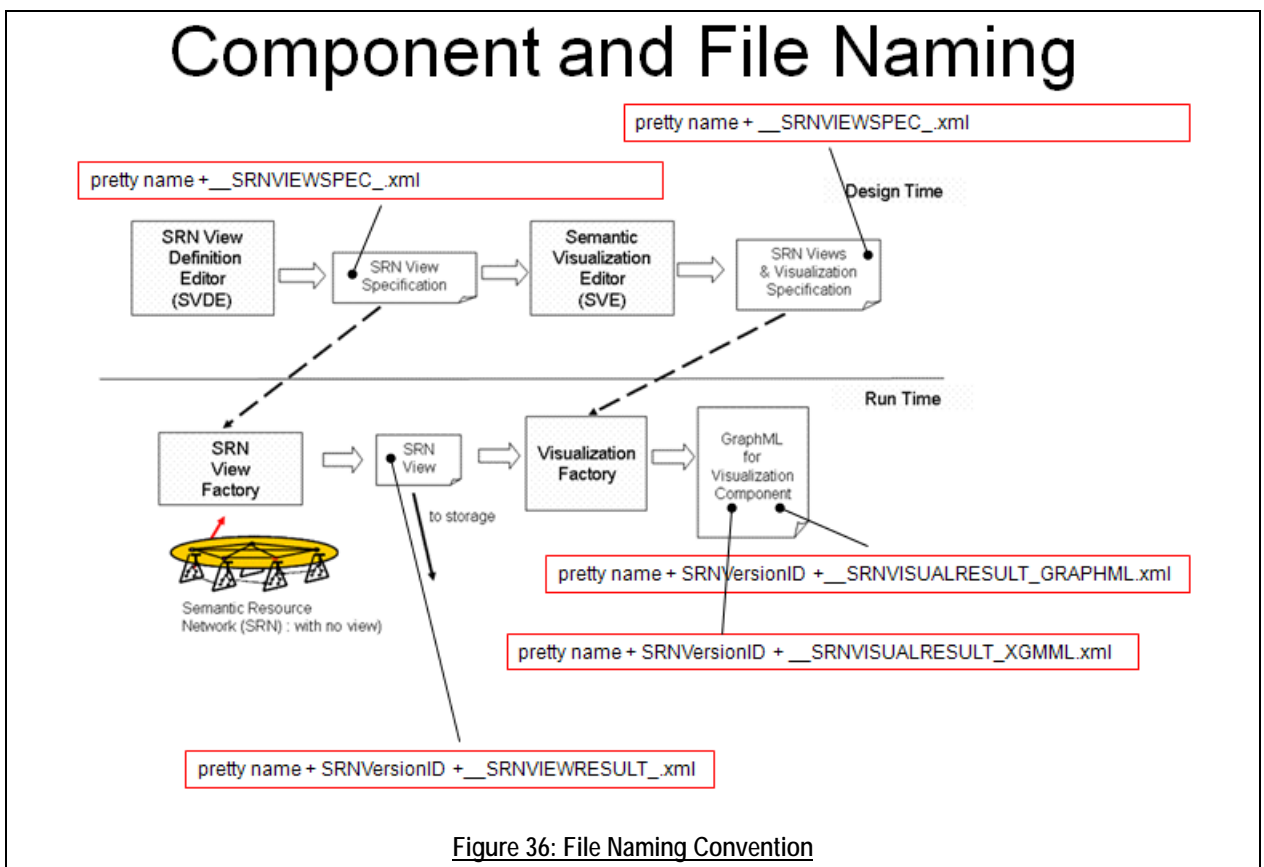 Component and File Naming
pretty name + __SRNVIEWSPEC_.xml
pretty name +__SRNVIEWSPEC_.xml
Design Time
SRN View
Definition
Editor
(SVDE)
SRN View
Specification
Semantic
Visualization
Editor
(SVE)
SRN Views
& Visualization
Specification
Run Time
SRN
View
Factory
SRN
View
Visualization
Factory
GraphML
for
Visualization
Component
to storage
Semantic Resource
Network (SRN) : with no view)
pretty name + SRNVersionID +__SRNVISUALRESULT_GRAPHML.xml
pretty name + SRNVersionID + __SRNVISUALRESULT_XGMML.xml
pretty name + SRNVersionID +__SRNVIEWRESULT_.xml
Figure 36: File Naming Convention